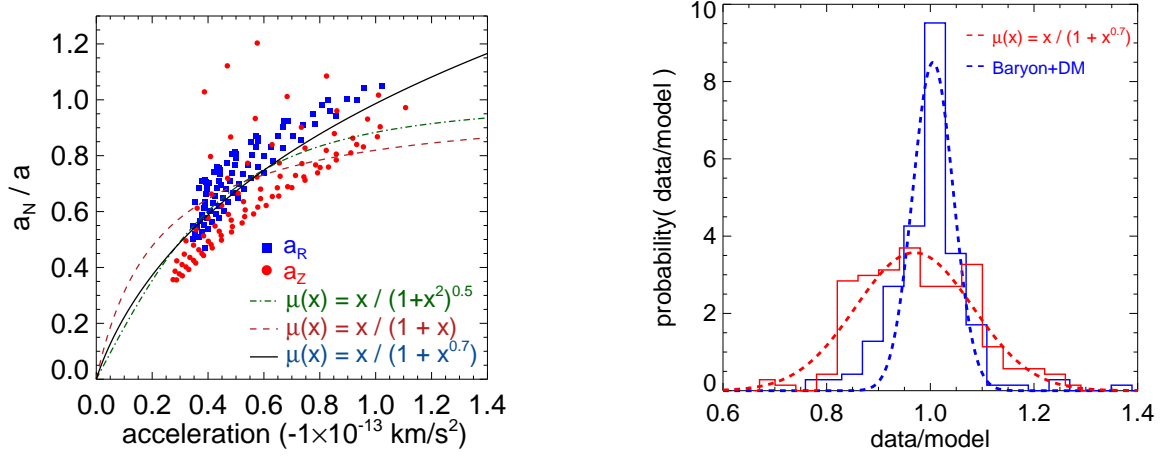 a_N / a
1.2
1.0
0.8
0.6
0.4
0.2
0.0
a_R
a_Z
μ(x) = x / (1+x²)^0.5
μ(x) = x / (1 + x)
μ(x) = x / (1 + x^0.7)
0.0 0.2 0.4 0.6 0.8 1.0 1.2 1.4
acceleration (-1×10⁻¹³ km/s²)
probability( data/model )
10
8
6
4
2
0
μ(x) = x / (1 + x^0.7)
Baryon+DM
0.6 0.8 1.0 1.2 1.4
data/model